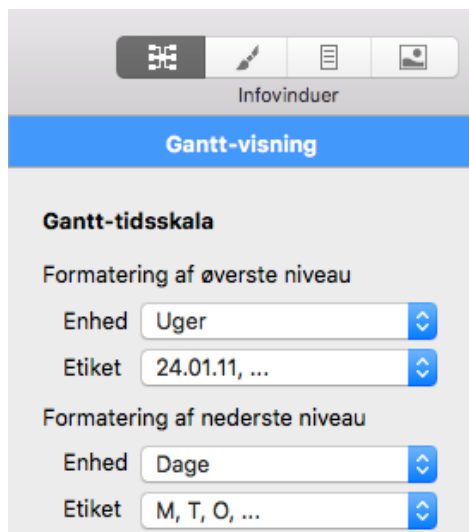 Infovinduer
Gantt-visning
Gantt-tidsskala
Formatering af øverste niveau
Enhed Uger
Etiket 24.01.11, ...
Formatering af nederste niveau
Enhed Dage
Etiket M, T, O, ...